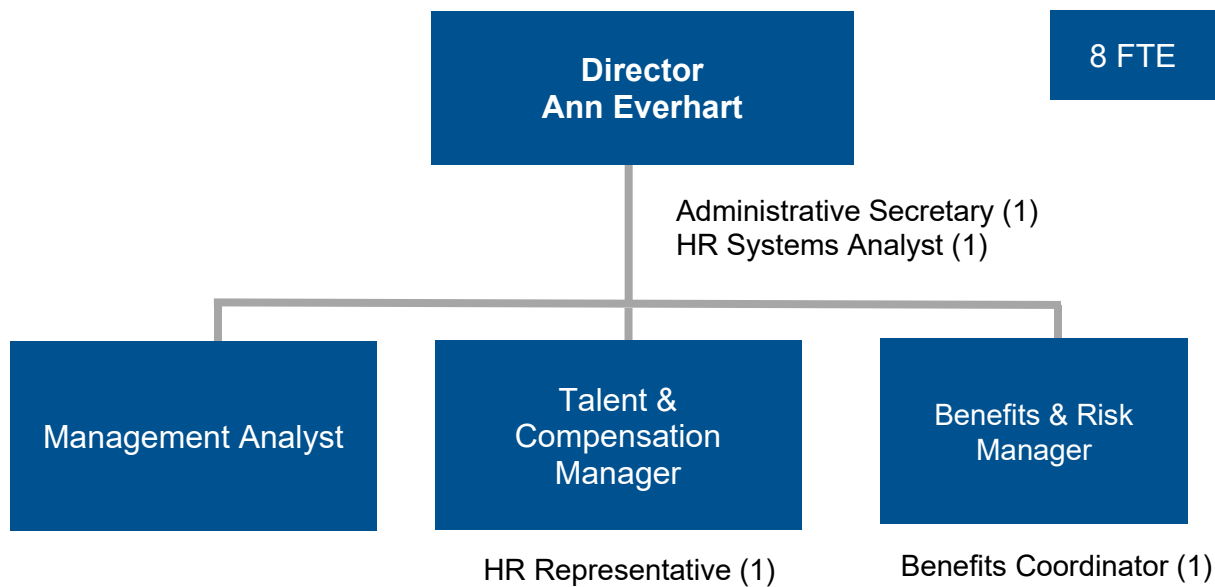 Director
Ann Everhart
8 FTE
Administrative Secretary (1)
HR Systems Analyst (1)
Management Analyst
Talent &
Compensation
Manager
Benefits & Risk
Manager
HR Representative (1)
Benefits Coordinator (1)